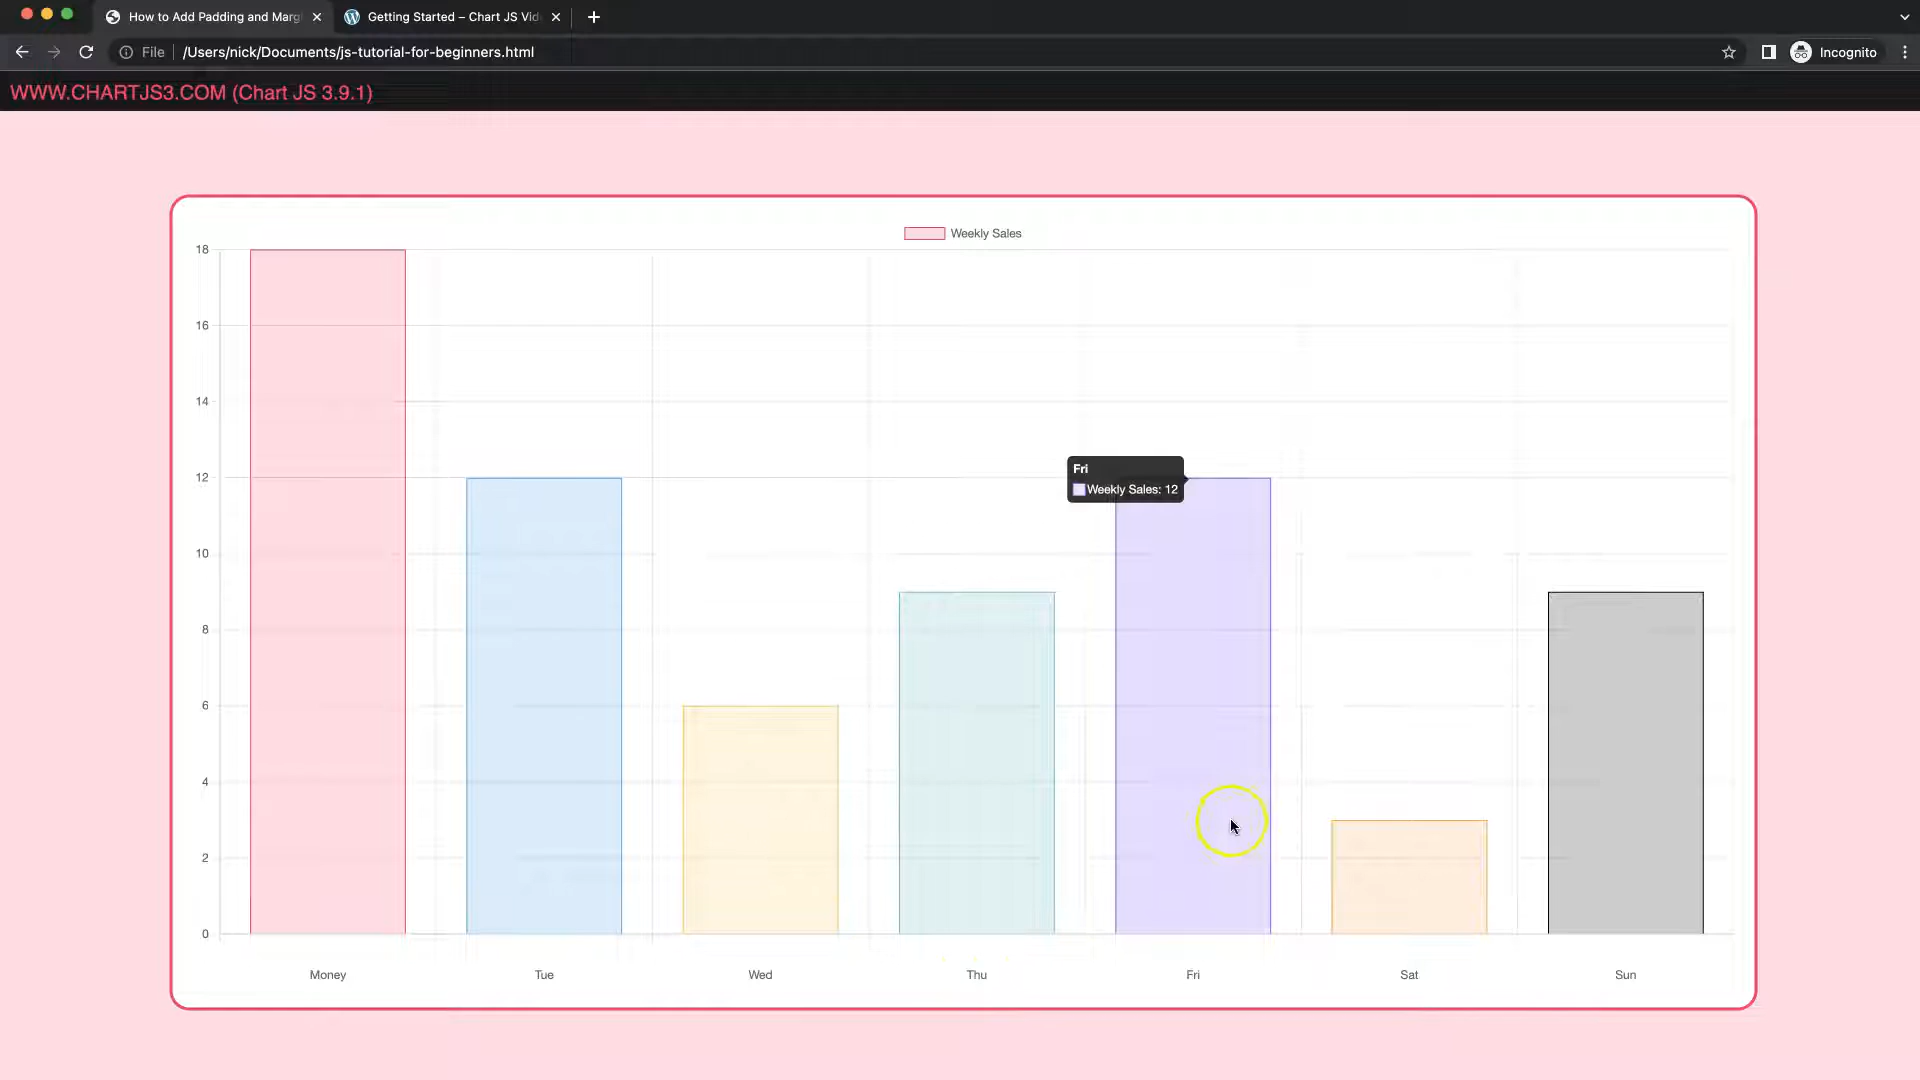 How to Add Padding and Marg
Getting Started – Chart JS Vid
File
/Users/nick/Documents/js-tutorial-for-beginners.html
Incognito
WWW.CHARTJS3.COM (Chart JS 3.9.1)
Weekly Sales
18
16
14
12
10
8
6
4
2
0
Fri
Weekly Sales: 12
Money
Tue
Wed
Thu
Fri
Sat
Sun